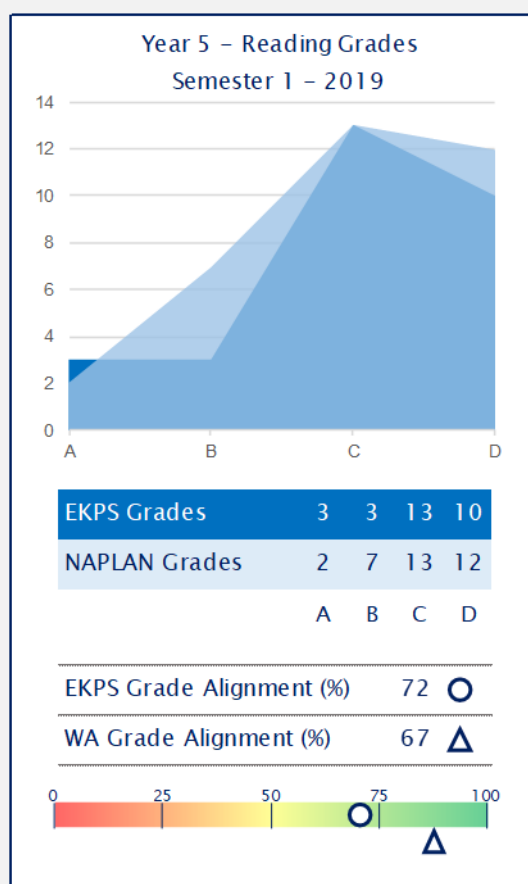 Year 5 – Reading Grades
Semester 1 – 2019
14
12
10
8
6
4
2
0
A B C D
EKPS Grades 3 3 13 10
NAPLAN Grades 2 7 13 12
A B C D
EKPS Grade Alignment (%) 72
WA Grade Alignment (%) 67
0 25 50 75 100